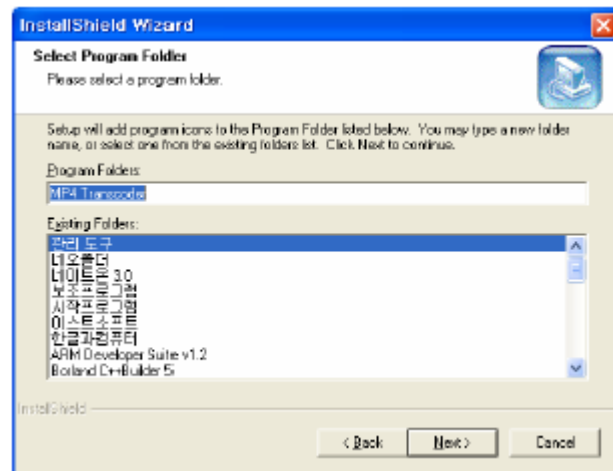 InstallShield Wizard
Select Program Folder
Please select a program folder.
Setup will add program icons to the Program Folder listed below. You may type a new folder
name, or select one from the existing folders list. Click Next to continue.
Program Folders:
MP4 Transcoder
Existing Folders:
관리 도구
네오폴더
네이트온 3.0
보조프로그램
시작프로그램
이스트소프트
한글과컴퓨터
ARM Developer Suite v1.2
Borland C++Builder 5
InstallShield
< Back
Next >
Cancel